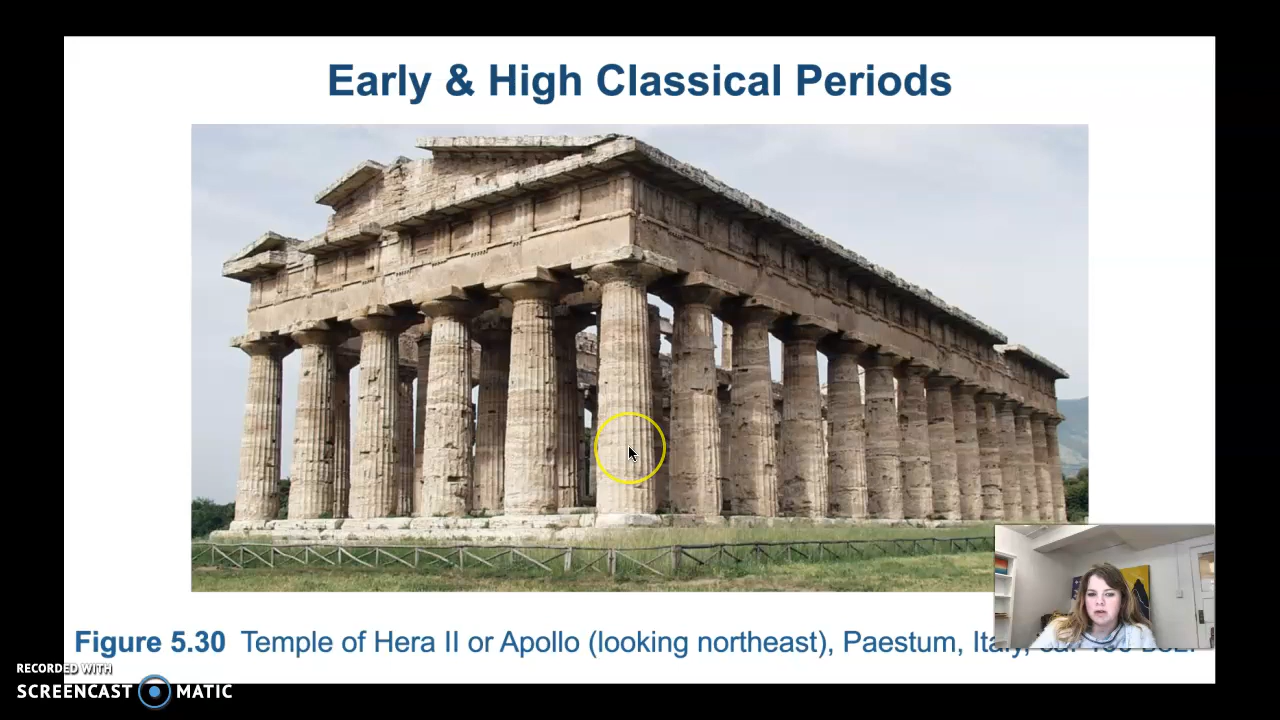 Early & High Classical Periods
Figure 5.30 Temple of Hera II or Apollo (looking northeast), Paestum, Italy,
RECORDED WITH
SCREENCAST MATIC